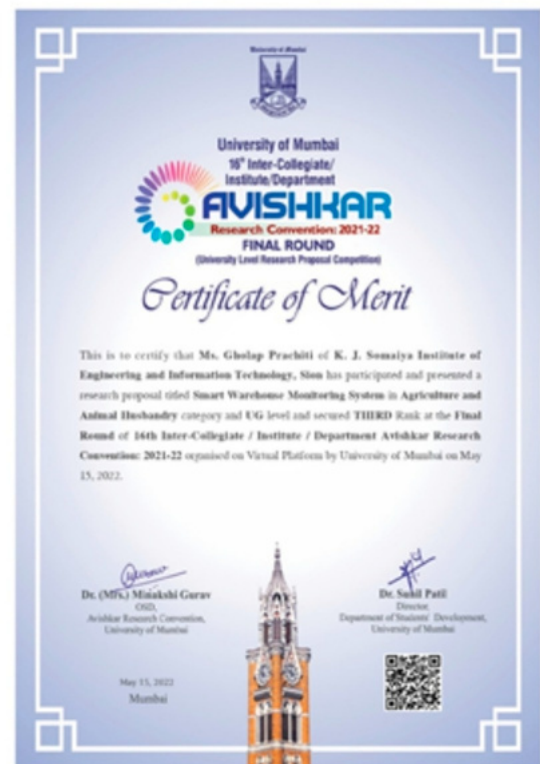 University of Mumbai
University of Mumbai
16th Inter-Collegiate/
Institute/Department
AVISHKAR
Research Convention: 2021-22
FINAL ROUND
(University Level Research Proposal Competition)
Certificate of Merit
This is to certify that Ms. Gholap Prachiti of K. J. Somaiya Institute of
Engineering and Information Technology, Sion has participated and presented a
research proposal titled Smart Warehouse Monitoring System in Agriculture and
Animal Husbandry category and UG level and secured THIRD Rank at the Final
Round of 16th Inter-Collegiate / Institute / Department Avishkar Research
Convention: 2021-22 organised on Virtual Platform by University of Mumbai on May
15, 2022.
Dr. (Mrs.) Minakshi Gurav
OSD,
Avishkar Research Convention,
University of Mumbai
Dr. Sunil Patil
Director,
Department of Students' Development,
University of Mumbai
May 15, 2022
Mumbai